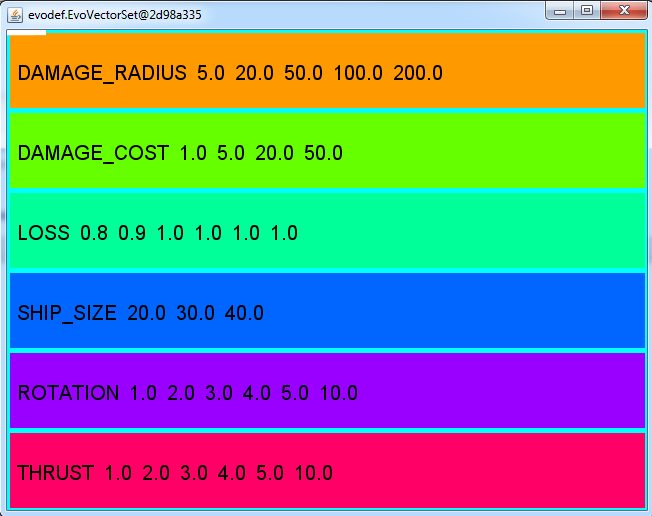 evodef.EvoVectorSet@2d98a335
DAMAGE_RADIUS 5.0 20.0 50.0 100.0 200.0
DAMAGE_COST 1.0 5.0 20.0 50.0
LOSS 0.8 0.9 1.0 1.0 1.0 1.0
SHIP_SIZE 20.0 30.0 40.0
ROTATION 1.0 2.0 3.0 4.0 5.0 10.0
THRUST 1.0 2.0 3.0 4.0 5.0 10.0